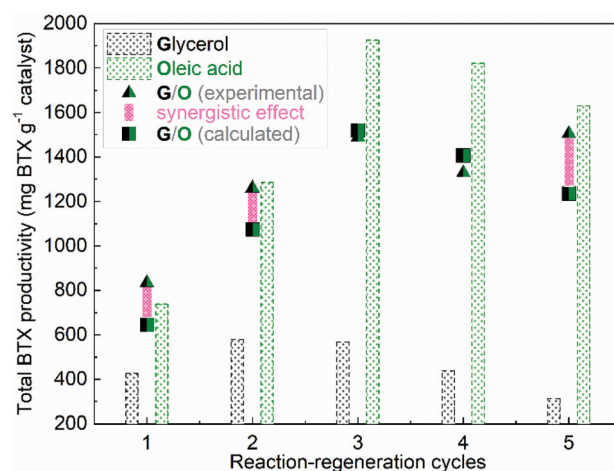 Total BTX productivity (mg BTX g⁻¹ catalyst)
2000
1800
1600
1400
1200
1000
800
600
400
200
Glycerol
Oleic acid
G/O (experimental)
synergistic effect
G/O (calculated)
1 2 3 4 5
Reaction-regeneration cycles